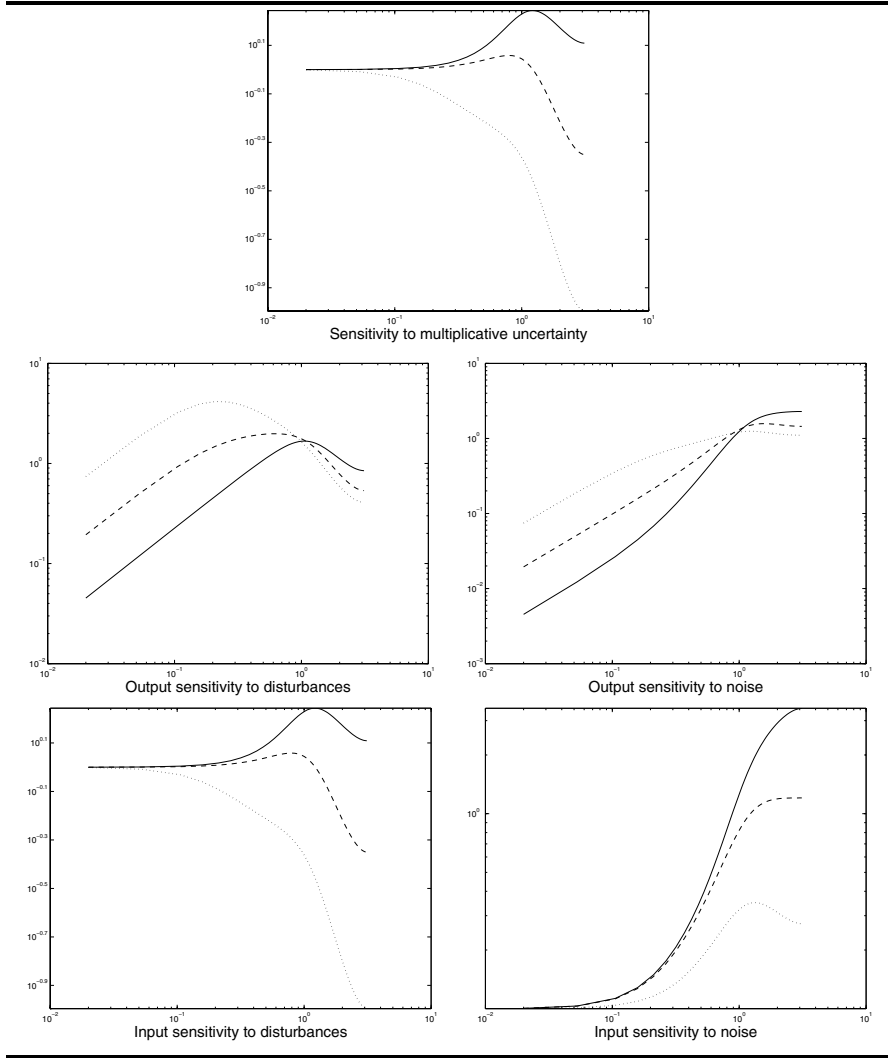 10^0.1
10^-0.1
10^-0.3
10^-0.5
10^-0.7
10^-0.9
10^-2 10^-1 10^0 10^1
Sensitivity to multiplicative uncertainty
10^1
10^0
10^-1
10^-2
10^-2 10^-1 10^0 10^1
Output sensitivity to disturbances
10^1
10^0
10^-1
10^-2
10^-3
10^-2 10^-1 10^0 10^1
Output sensitivity to noise
10^0.1
10^-0.1
10^-0.3
10^-0.5
10^-0.7
10^-0.9
10^-2 10^-1 10^0 10^1
Input sensitivity to disturbances
10^0
10^-2 10^-1 10^0 10^1
Input sensitivity to noise